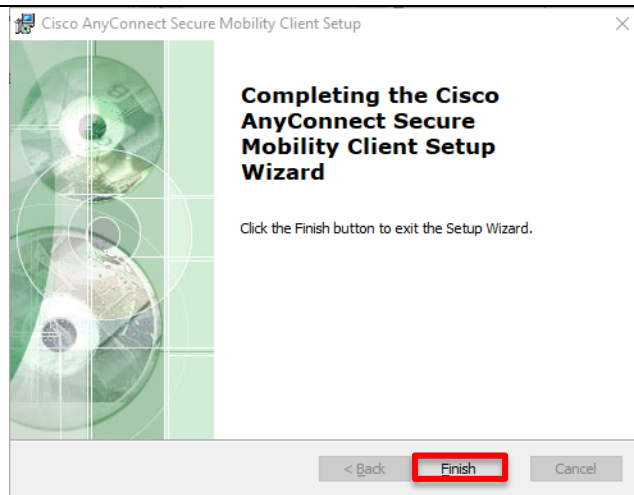 Cisco AnyConnect Secure Mobility Client Setup
Completing the Cisco
AnyConnect Secure
Mobility Client Setup
Wizard
Click the Finish button to exit the Setup Wizard.
< Back Finish Cancel